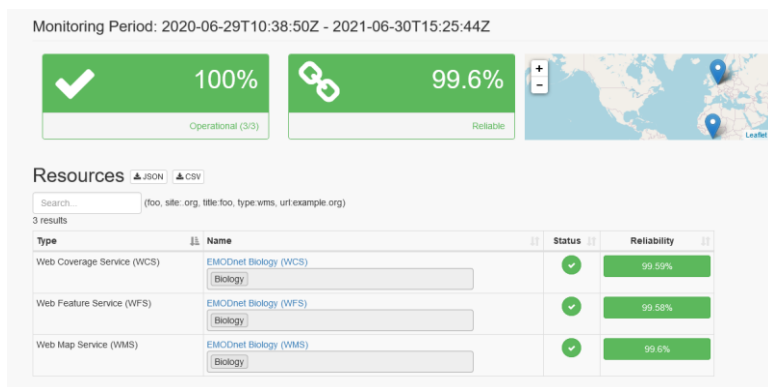 Monitoring Period: 2020-06-29T10:38:50Z - 2021-06-30T15:25:44Z
100%
Operational (3/3)
99.6%
Reliable
+
−
Leaflet
Resources JSON CSV
Search... (foo, site:.org, title:foo, type:wms, url:example.org)
3 results
Type Name Status Reliability
Web Coverage Service (WCS) EMODnet Biology (WCS) 99.59%
Biology
Web Feature Service (WFS) EMODnet Biology (WFS) 99.58%
Biology
Web Map Service (WMS) EMODnet Biology (WMS) 99.6%
Biology